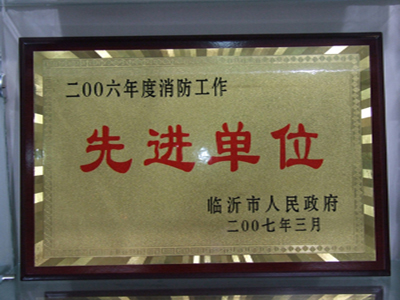 二00六年度消防工作
先进单位
临沂市人民政府
二00七年三月